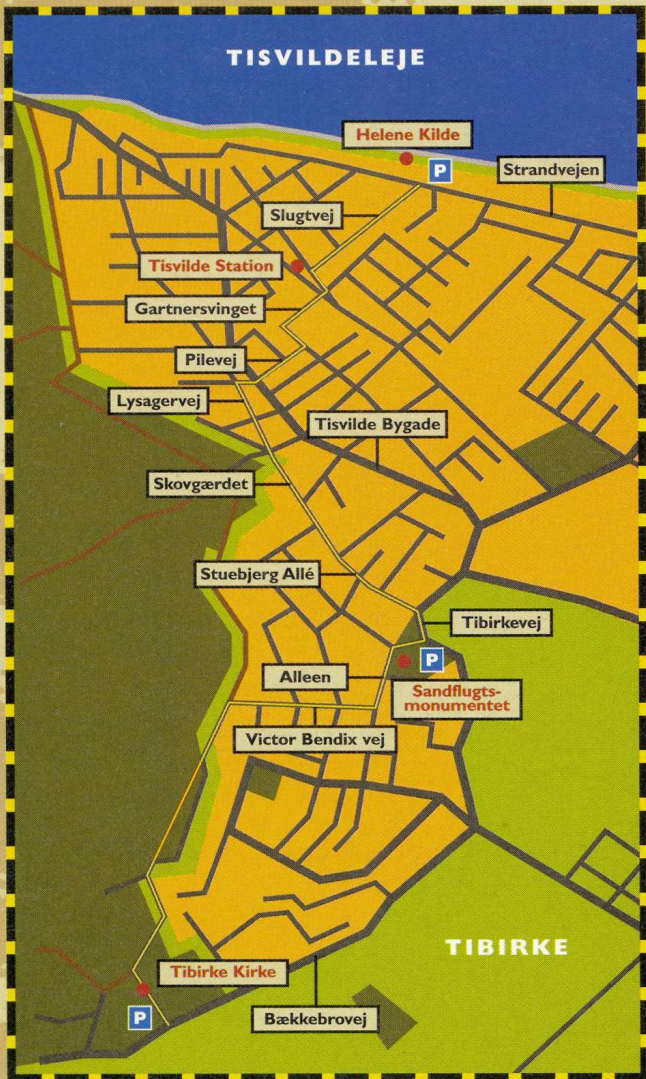 TISVILDELEJE
Helene Kilde
P
Strandvejen
Slugtvej
Tisvilde Station
Gartnersvinget
Pilevej
Lysagervej
Tisvilde Bygade
Skovgærdet
Stuebjerg Allé
Tibirkevej
P
Alleen
Sandflugts-
monumentet
Victor Bendix vej
TIBIRKE
Tibirke Kirke
P
Bækkebrovej